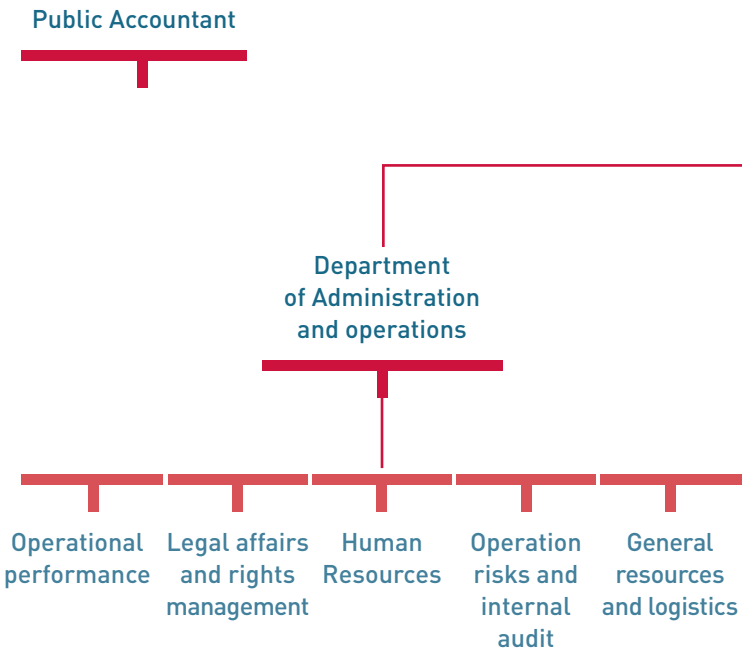 Public Accountant
Department
of Administration
and operations
Operational
performance
Legal affairs
and rights
management
Human
Resources
Operation
risks and
internal
audit
General
resources
and logistics